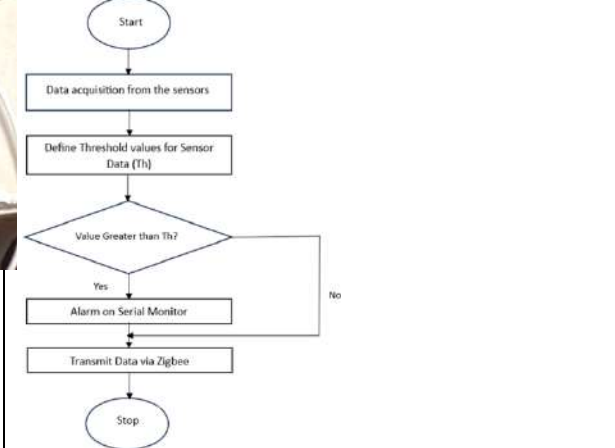 Start
Data acquisition from the sensors
Define Threshold values for Sensor
Data (Th)
Value Greater than Th?
Yes
No
Alarm on Serial Monitor
Transmit Data via Zigbee
Stop